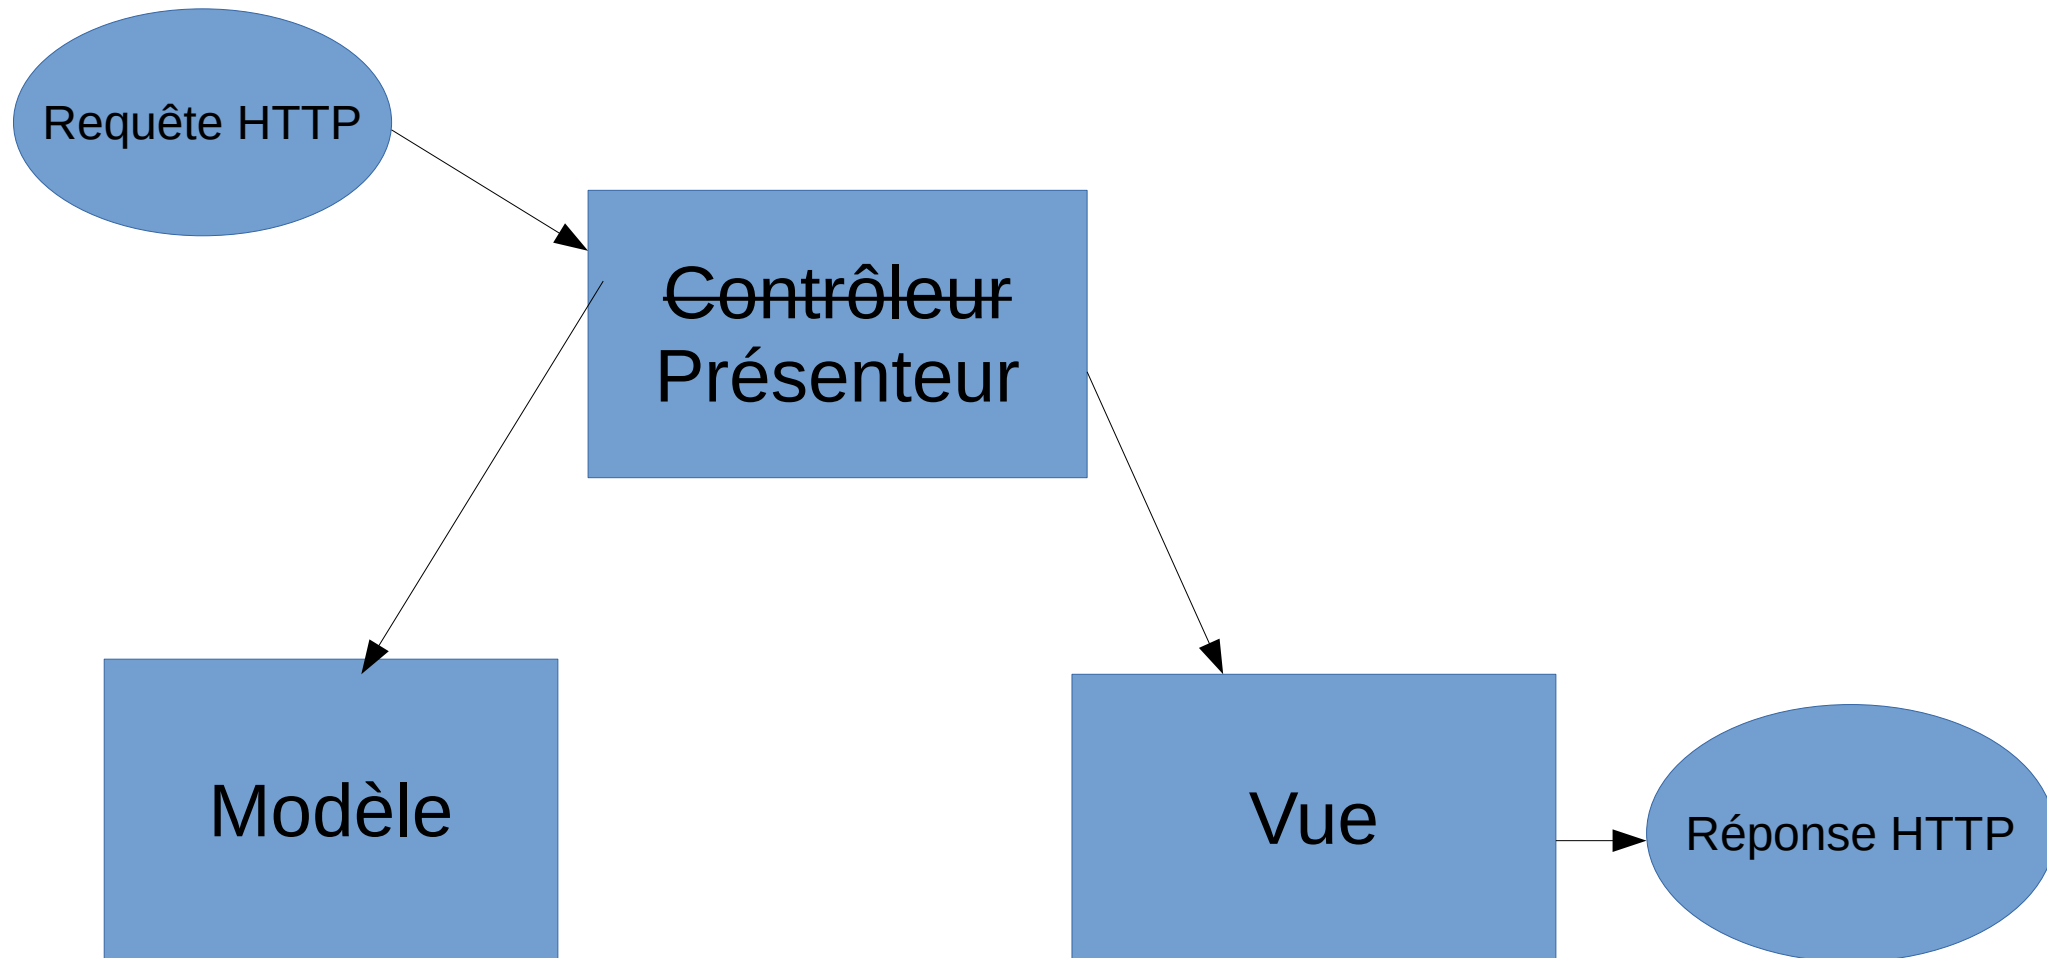 Requête HTTP
Contrôleur
Présenteur
Modèle
Vue
Réponse HTTP